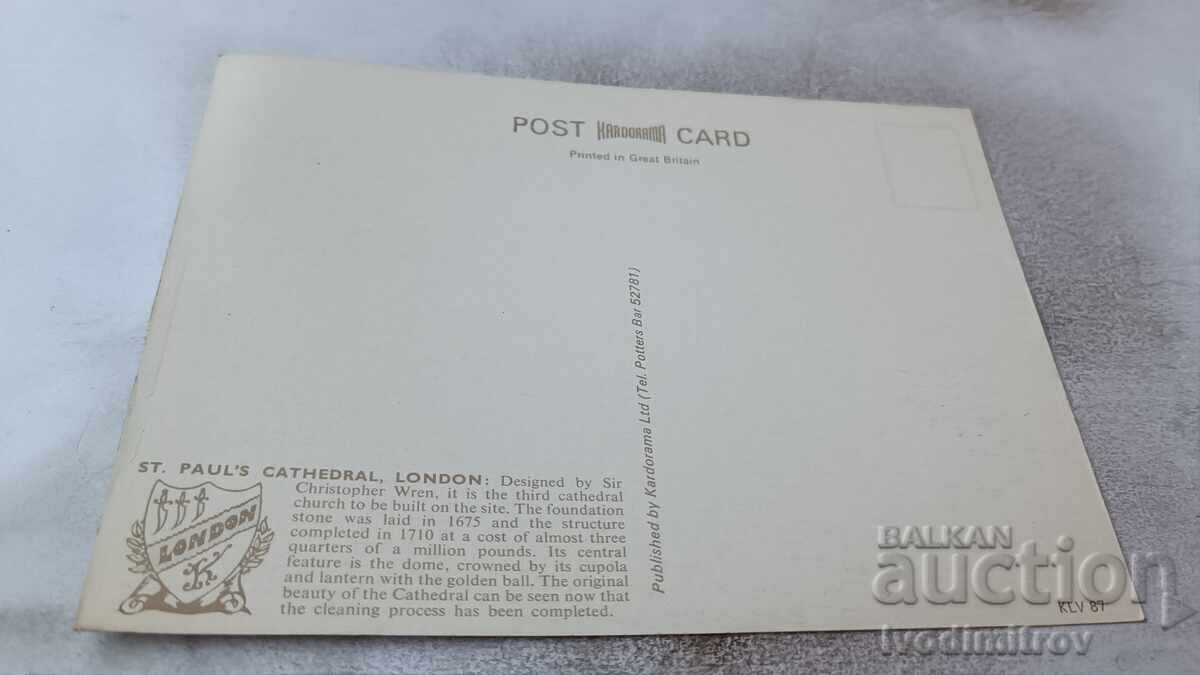 POST KARDORAMA CARD
Printed in Great Britain
Published by Kardorama Ltd (Tel. Potters Bar 52781)
ST. PAUL'S CATHEDRAL, LONDON: Designed by Sir
Christopher Wren, it is the third cathedral
church to be built on the site. The foundation
stone was laid in 1675 and the structure
completed in 1710 at a cost of almost three
quarters of a million pounds. Its central
feature is the dome, crowned by its cupola
and lantern with the golden ball. The original
beauty of the Cathedral can be seen now that
the cleaning process has been completed.
LONDON
KLV 87
BALKAN
auction
ivodimitrov